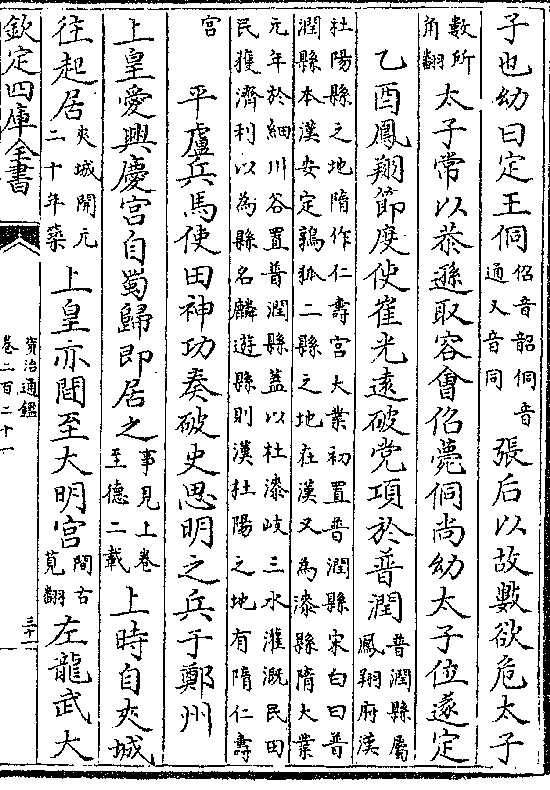 子也幼曰定王侗佋音韶侗音通又音同張后以故數欲危太子
數所角翻太子常以恭遜取容會佋薨侗尚幼太子位遂定
乙酉鳳翔節度使崔光遠破党項於普潤普潤縣屬鳳翔府漢
杜陽縣之地隋作仁壽宮大業初置普潤縣宋白曰普
潤縣本漢安定鶉狐二縣之地在漢又為漆縣隋大業
元年於細川谷置普潤縣蓋以杜漆岐三水灌溉民田
民獲濟利以為縣名麟遊縣則漢杜陽之地有隋仁壽
宮
平盧兵馬使田神功奏破史思明之兵于鄭州
上皇愛興慶宮自蜀歸即居之事見上卷至德二載上時自夾城
往起居夾城開元二十年築上皇亦間至大明宮間古莧翻左龍武大
欽定四庫全書
資治通鑑
卷二百二十一
三十一